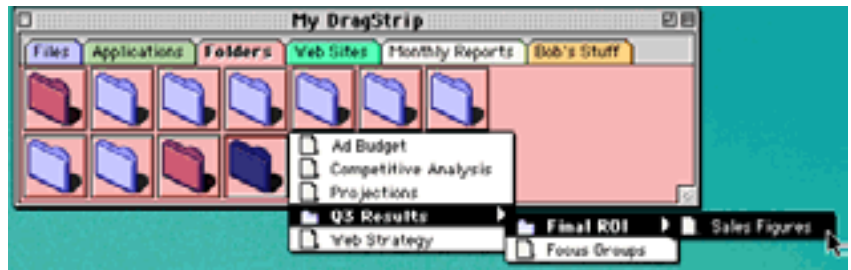 My DragStrip
Files Applications Folders Web Sites Monthly Reports Bob's Stuff
Ad Budget
Competitive Analysis
Projections
Q3 Results
Final ROI
Sales Figures
Web Strategy
Focus Groups